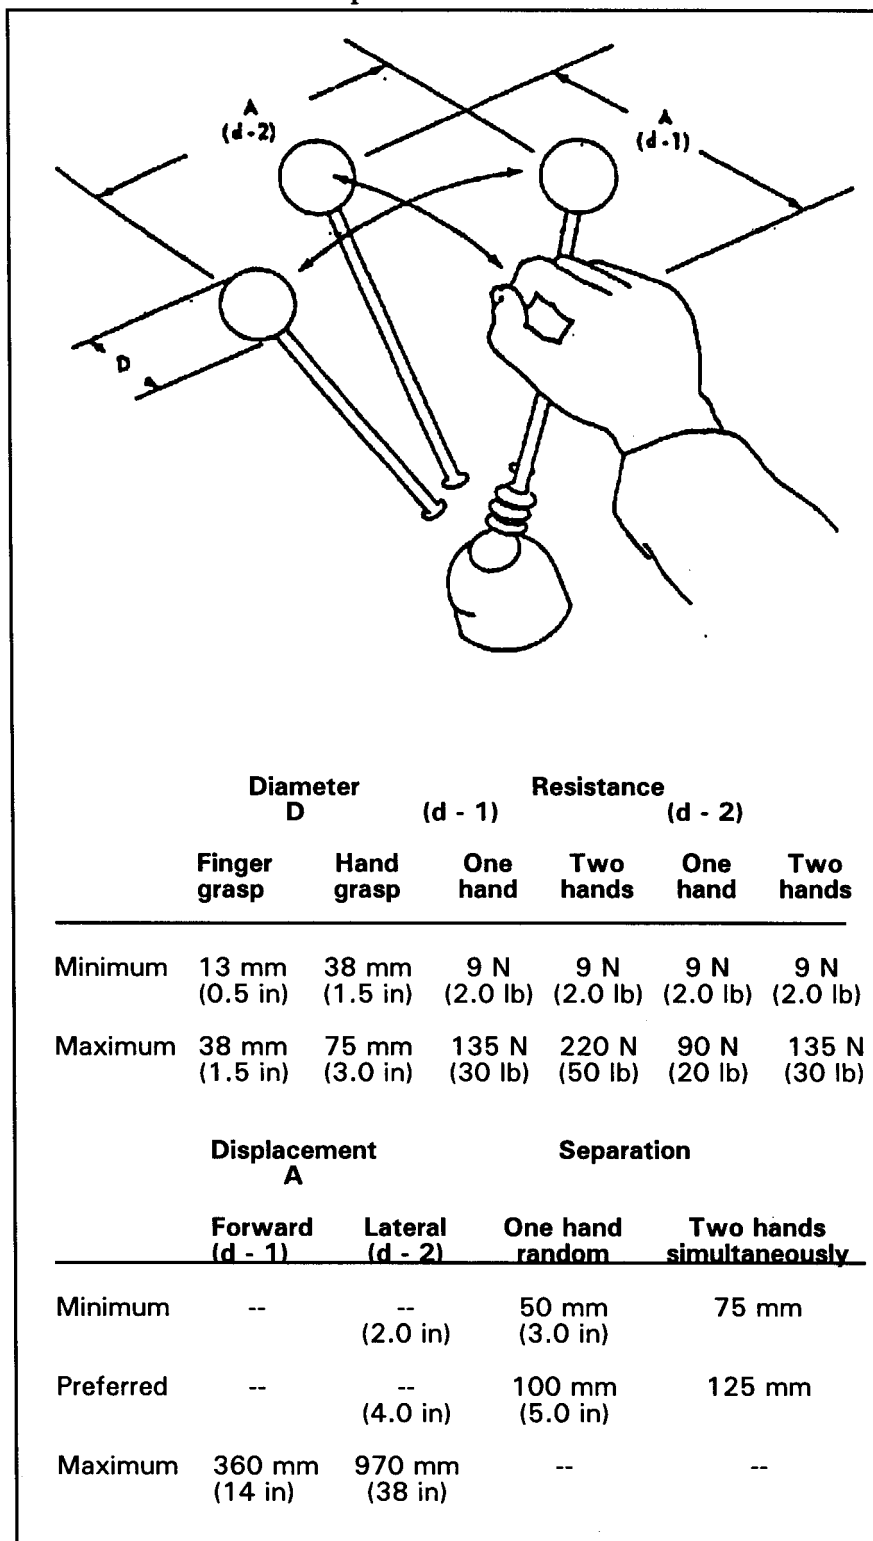 A
(d-2)
A
(d-1)
D
Diameter Resistance
D (d - 1) (d - 2)
Finger Hand One Two One Two
grasp grasp hand hands hand hands
Minimum 13 mm 38 mm 9 N 9 N 9 N 9 N
(0.5 in) (1.5 in) (2.0 lb) (2.0 lb) (2.0 lb) (2.0 lb)
Maximum 38 mm 75 mm 135 N 220 N 90 N 135 N
(1.5 in) (3.0 in) (30 lb) (50 lb) (20 lb) (30 lb)
Displacement Separation
A
Forward Lateral One hand Two hands
(d - 1) (d - 2) random simultaneously
Minimum -- -- 50 mm 75 mm
(2.0 in) (3.0 in)
Preferred -- -- 100 mm 125 mm
(4.0 in) (5.0 in)
Maximum 360 mm 970 mm -- --
(14 in) (38 in)